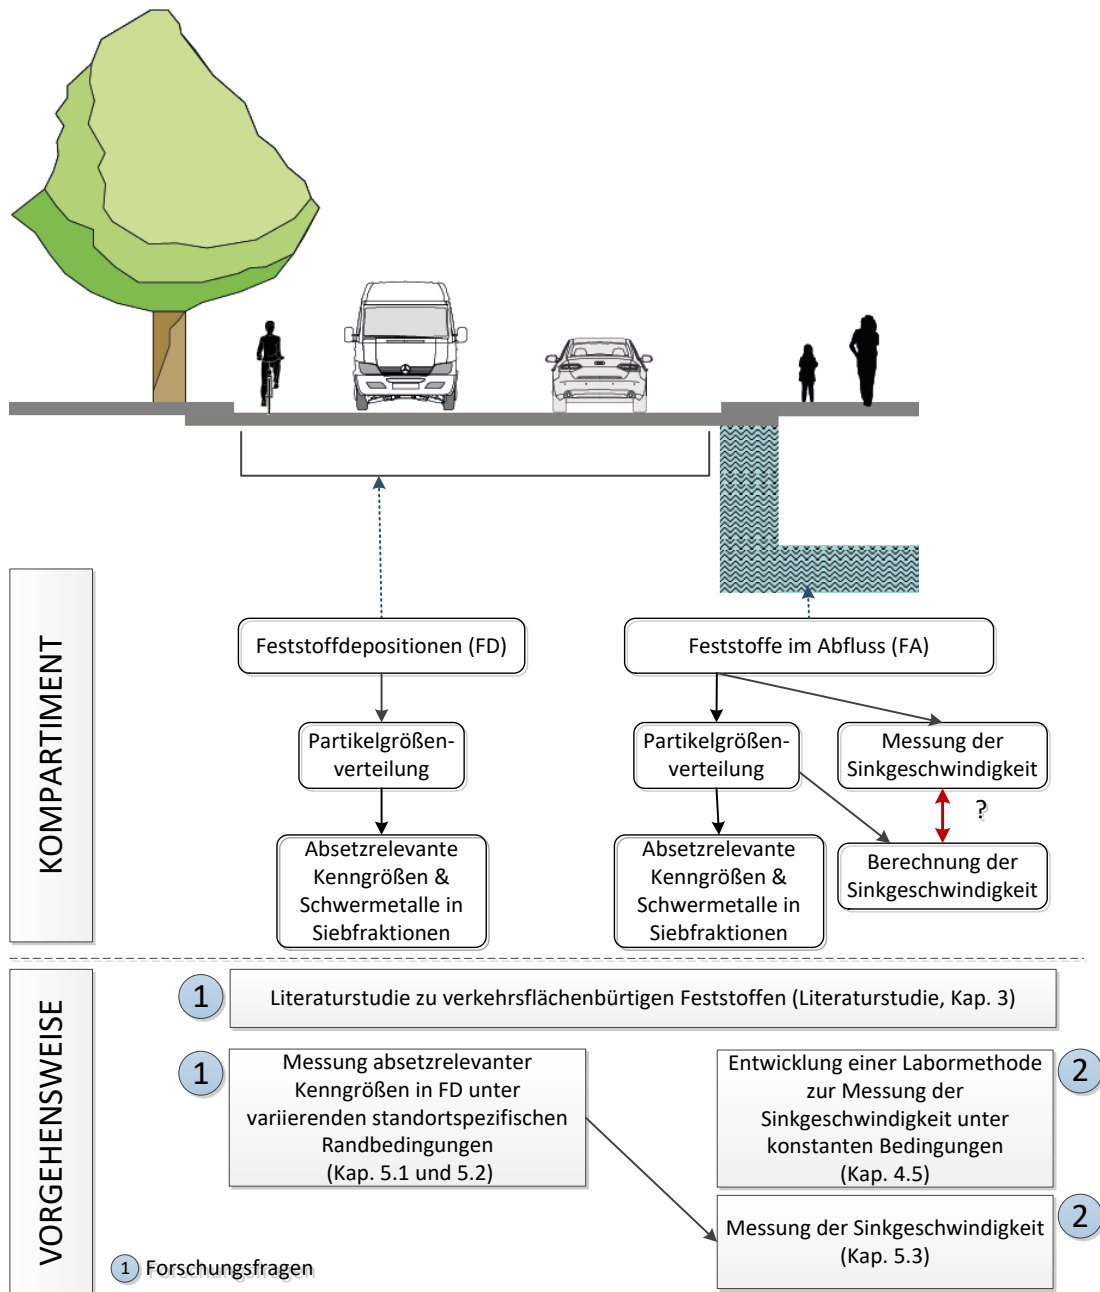 KOMPARTIMENT
Feststoffdepositionen (FD)
Feststoffe im Abfluss (FA)
Partikelgrößen-
verteilung
Partikelgrößen-
verteilung
Messung der
Sinkgeschwindigkeit
?
Absetzrelevante
Kenngrößen &
Schwermetalle in
Siebfraktionen
Absetzrelevante
Kenngrößen &
Schwermetalle in
Siebfraktionen
Berechnung der
Sinkgeschwindigkeit
VORGEHENSWEISE
1
Literaturstudie zu verkehrsflächenbürtigen Feststoffen (Literaturstudie, Kap. 3)
1
Messung absetzrelevanter
Kenngrößen in FD unter
variierenden standortspezifischen
Randbedingungen
(Kap. 5.1 und 5.2)
Entwicklung einer Labormethode
zur Messung der
Sinkgeschwindigkeit unter
konstanten Bedingungen
(Kap. 4.5)
2
Messung der Sinkgeschwindigkeit
(Kap. 5.3)
2
1 Forschungsfragen